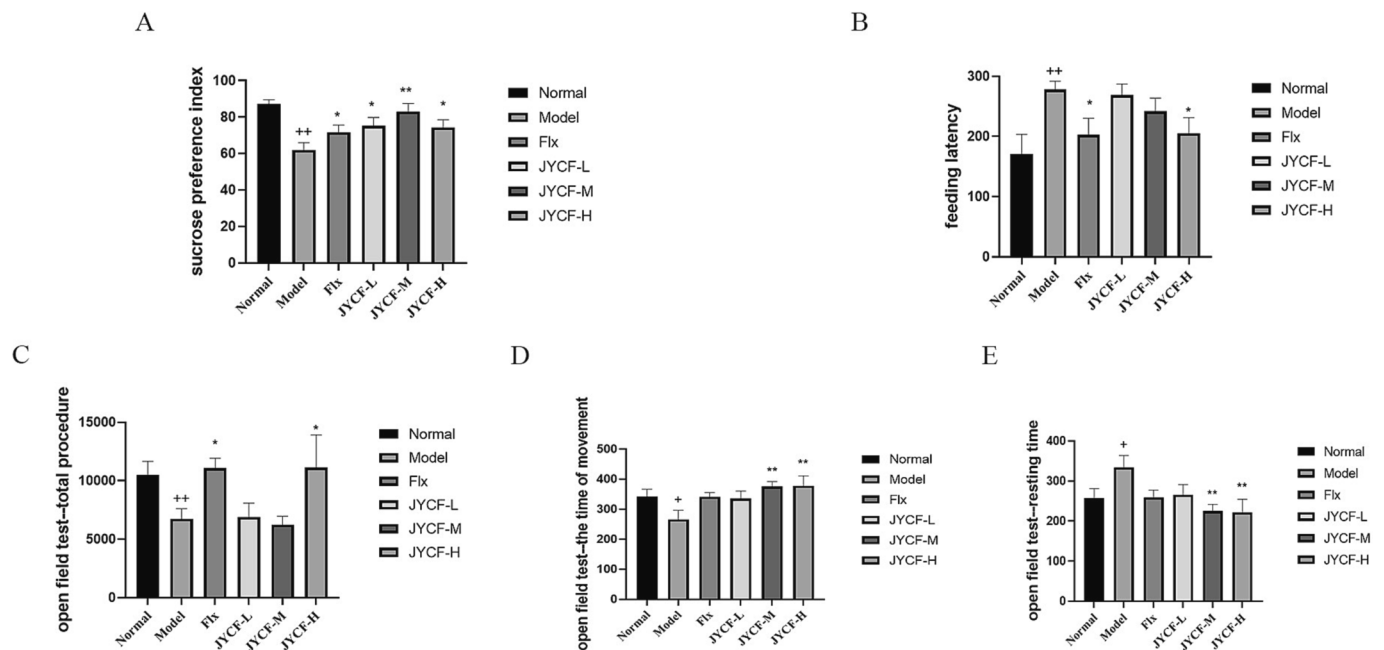 A
sucrose preference index
100
80
60
40
20
0
++
*
*
**
*
Normal
Model
Flx
JYCF-L
JYCF-M
JYCF-H
Normal
Model
Flx
JYCF-L
JYCF-M
JYCF-H
B
feeding latency
300
200
100
0
++
*
*
Normal
Model
Flx
JYCF-L
JYCF-M
JYCF-H
Normal
Model
Flx
JYCF-L
JYCF-M
JYCF-H
C
open field test--total procedure
15000
10000
5000
0
++
*
*
Normal
Model
Flx
JYCF-L
JYCF-M
JYCF-H
Normal
Model
Flx
JYCF-L
JYCF-M
JYCF-H
D
open field test--the time of movement
500
400
300
200
100
0
+
**
**
Normal
Model
Flx
JYCF-L
JYCF-M
JYCF-H
Normal
Model
Flx
JYCF-L
JYCF-M
JYCF-H
E
open field test--resting time
400
300
200
100
0
+
**
**
Normal
Model
Flx
JYCF-L
JYCF-M
JYCF-H
Normal
Model
Flx
JYCF-L
JYCF-M
JYCF-H